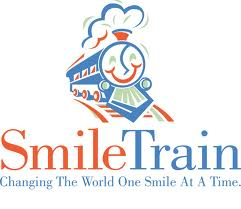 SmileTrain
Changing The World One Smile At A Time.